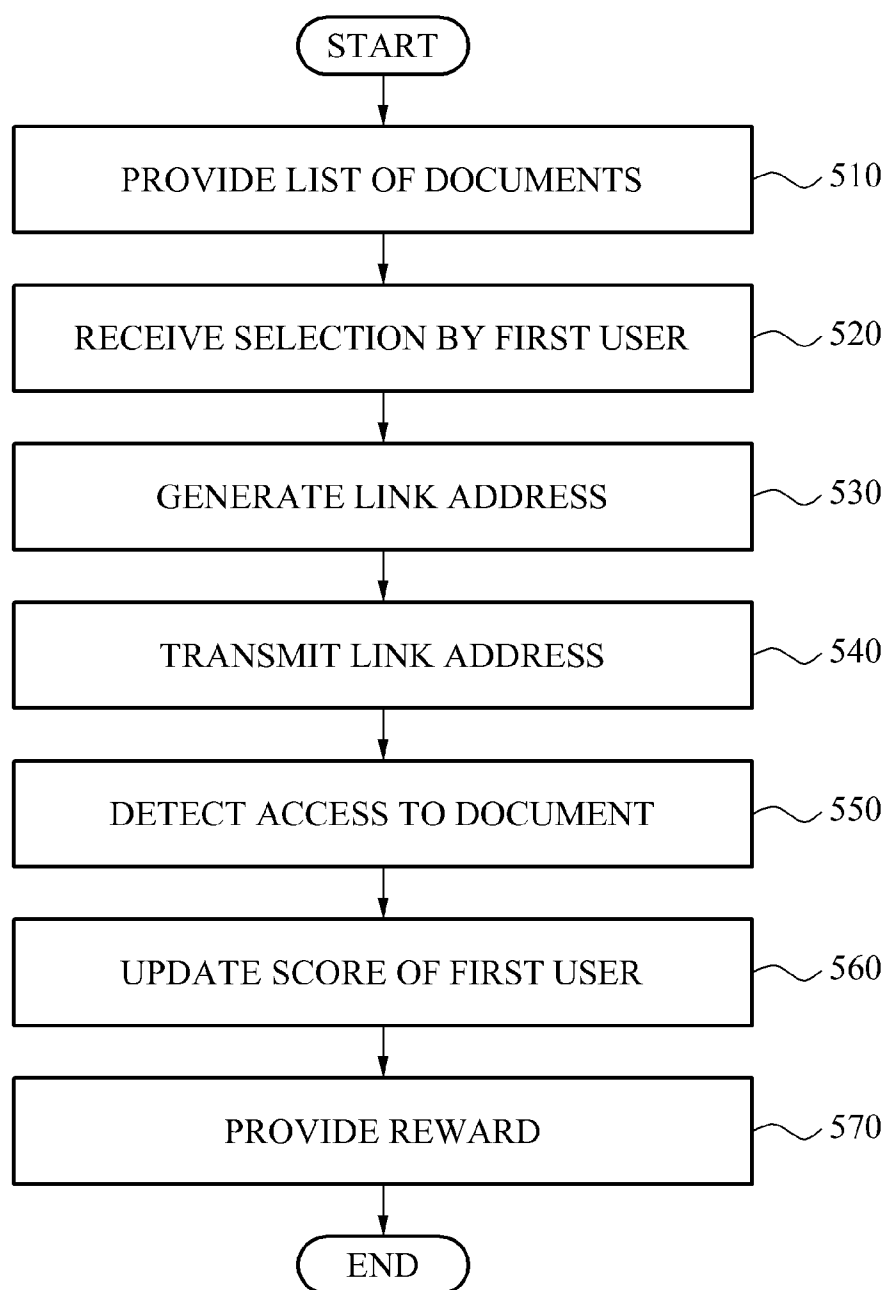 START
PROVIDE LIST OF DOCUMENTS 510
RECEIVE SELECTION BY FIRST USER 520
GENERATE LINK ADDRESS 530
TRANSMIT LINK ADDRESS 540
DETECT ACCESS TO DOCUMENT 550
UPDATE SCORE OF FIRST USER 560
PROVIDE REWARD 570
END